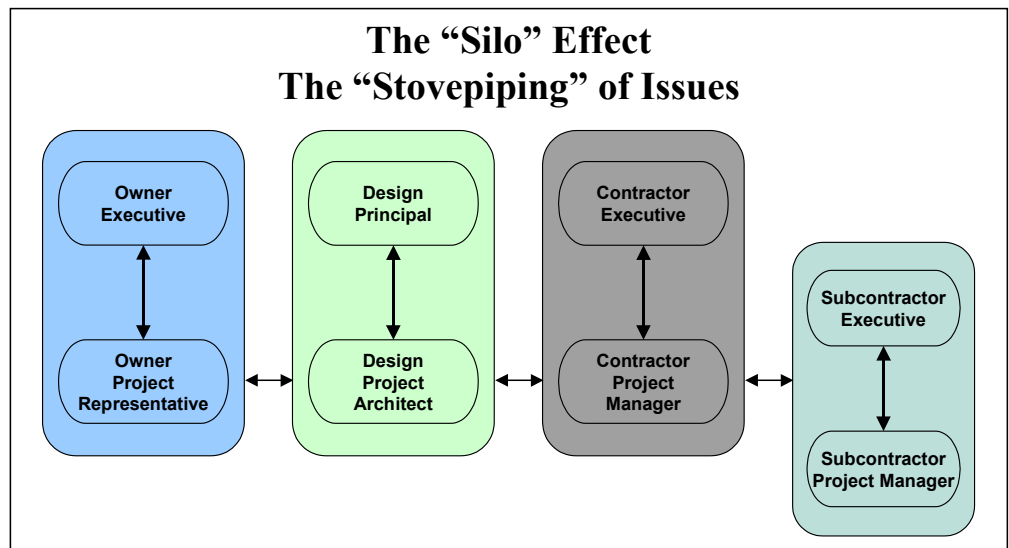 The “Silo” Effect
The “Stovepiping” of Issues
Owner
Executive
Owner
Project
Representative
Design
Principal
Design
Project
Architect
Contractor
Executive
Contractor
Project
Manager
Subcontractor
Executive
Subcontractor
Project Manager